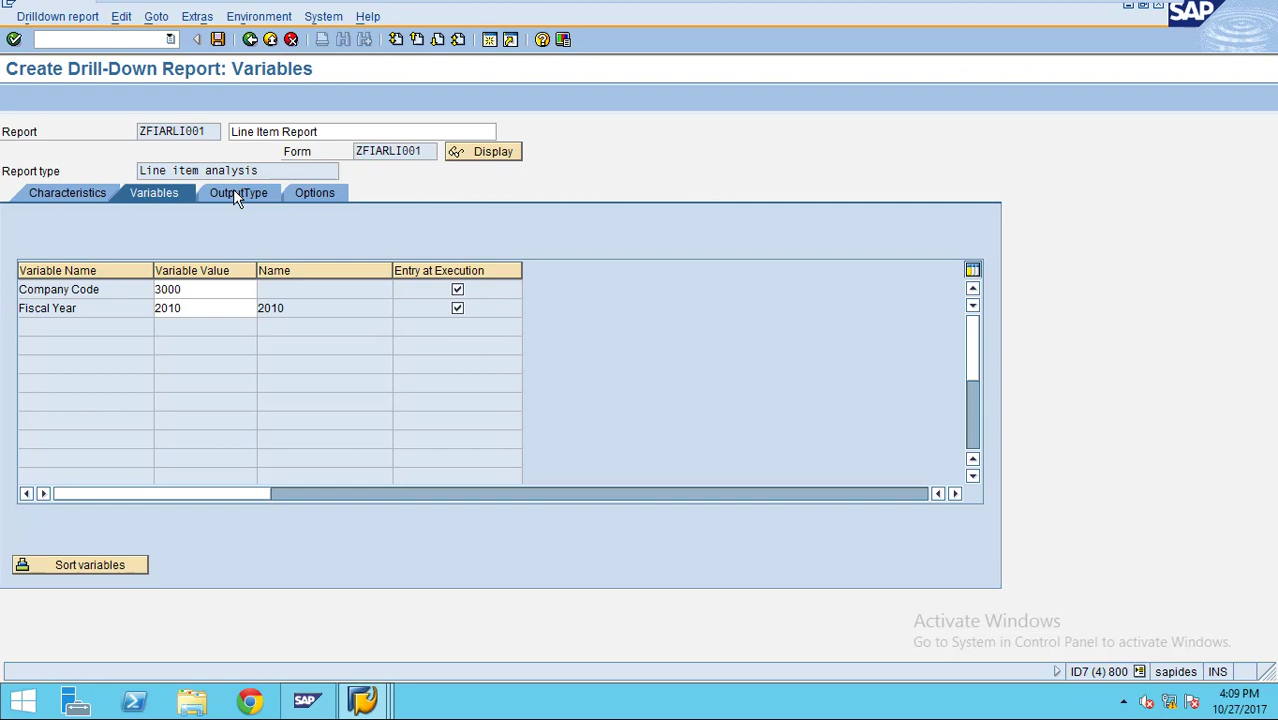 Drilldown report Edit Goto Extras Environment System Help
SAP
Create Drill-Down Report: Variables
Report ZFIARLI001 Line Item Report
Form ZFIARLI001 Display
Report type Line item analysis
Characteristics Variables OutputType Options
Variable Name Variable Value Name Entry at Execution
Company Code 3000
Fiscal Year 2010 2010
Sort variables
Activate Windows
Go to System in Control Panel to activate Windows.
ID7 (4) 800 sapides INS
SAP
4:09 PM
10/27/2017